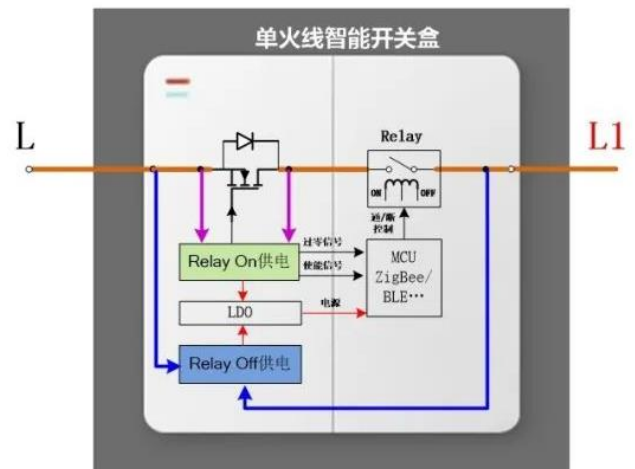 单火线智能开关盒
L
L1
Relay
ON
OFF
通/断
控制
过零信号
使能信号
Relay On供电
MCU
ZigBee/
BLE…
电源
LDO
Relay Off供电